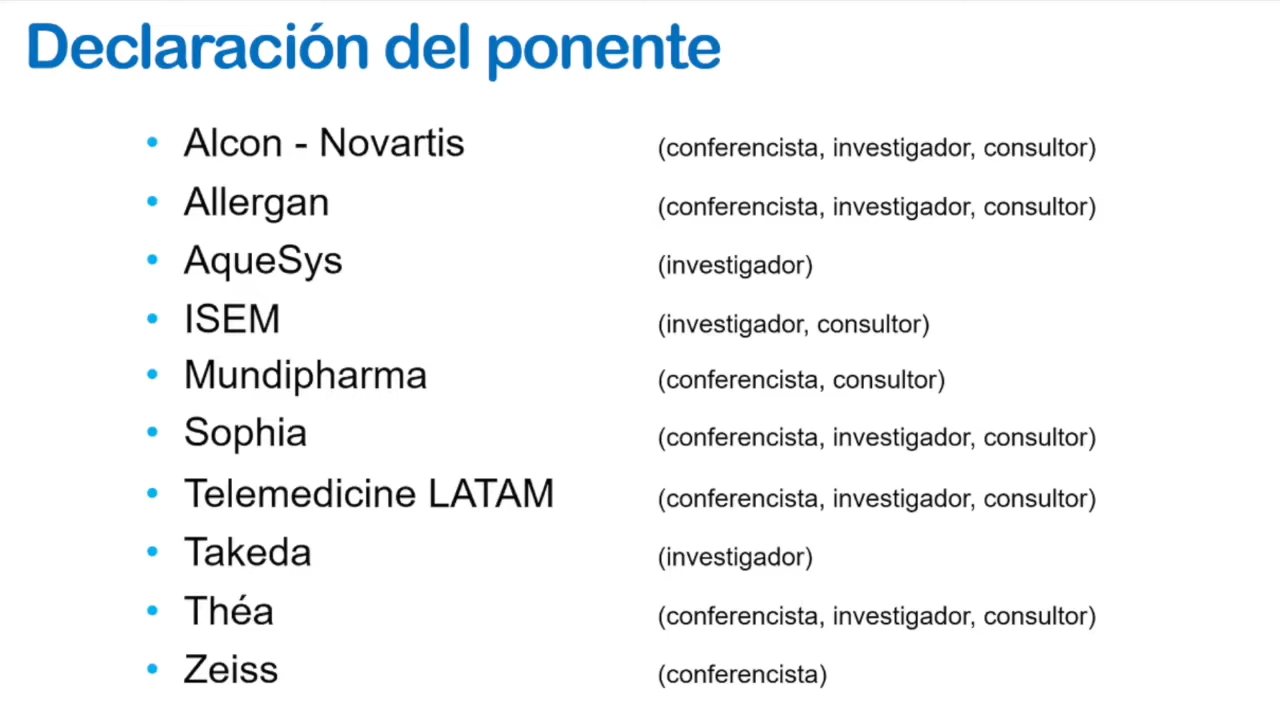 Declaración del ponente
• Alcon - Novartis (conferencista, investigador, consultor)
• Allergan (conferencista, investigador, consultor)
• AqueSys (investigador)
• ISEM (investigador, consultor)
• Mundipharma (conferencista, consultor)
• Sophia (conferencista, investigador, consultor)
• Telemedicine LATAM (conferencista, investigador, consultor)
• Takeda (investigador)
• Théa (conferencista, investigador, consultor)
• Zeiss (conferencista)